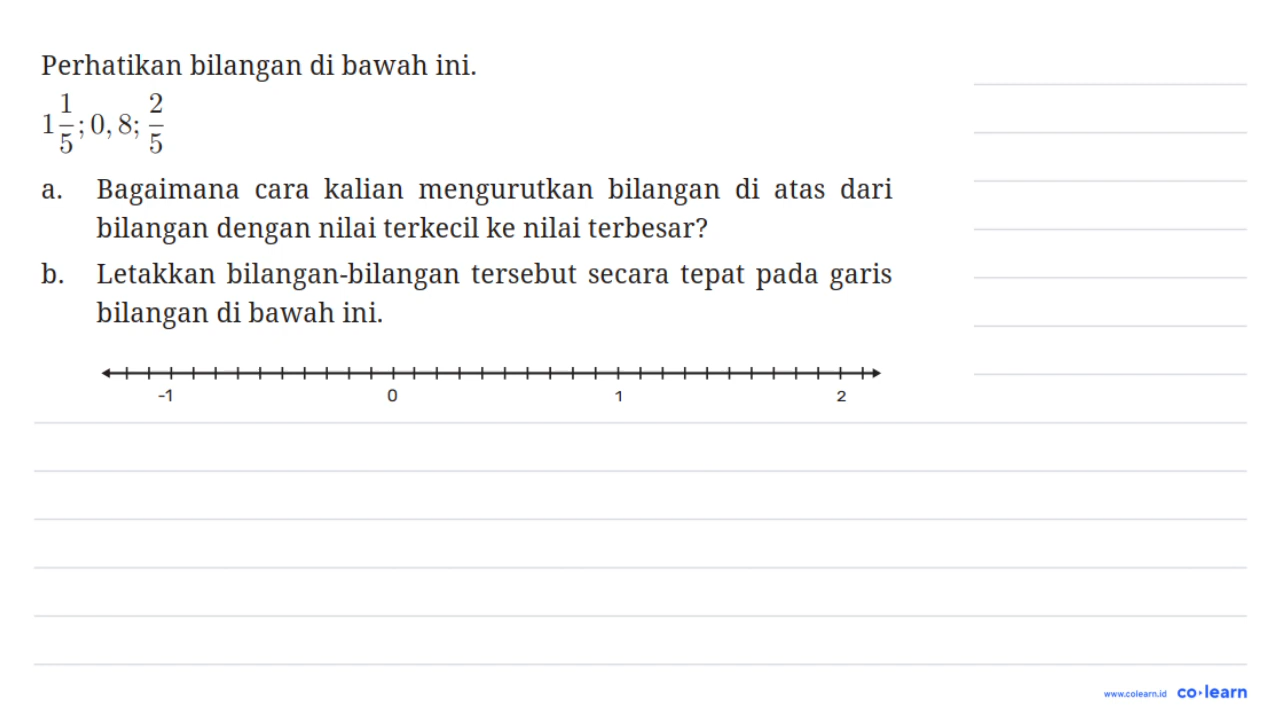 Perhatikan bilangan di bawah ini.
1 1/5; 0, 8; 2/5
a. Bagaimana cara kalian mengurutkan bilangan di atas dari
bilangan dengan nilai terkecil ke nilai terbesar?
b. Letakkan bilangan-bilangan tersebut secara tepat pada garis
bilangan di bawah ini.
-1 0 1 2
www.colearn.id co·learn